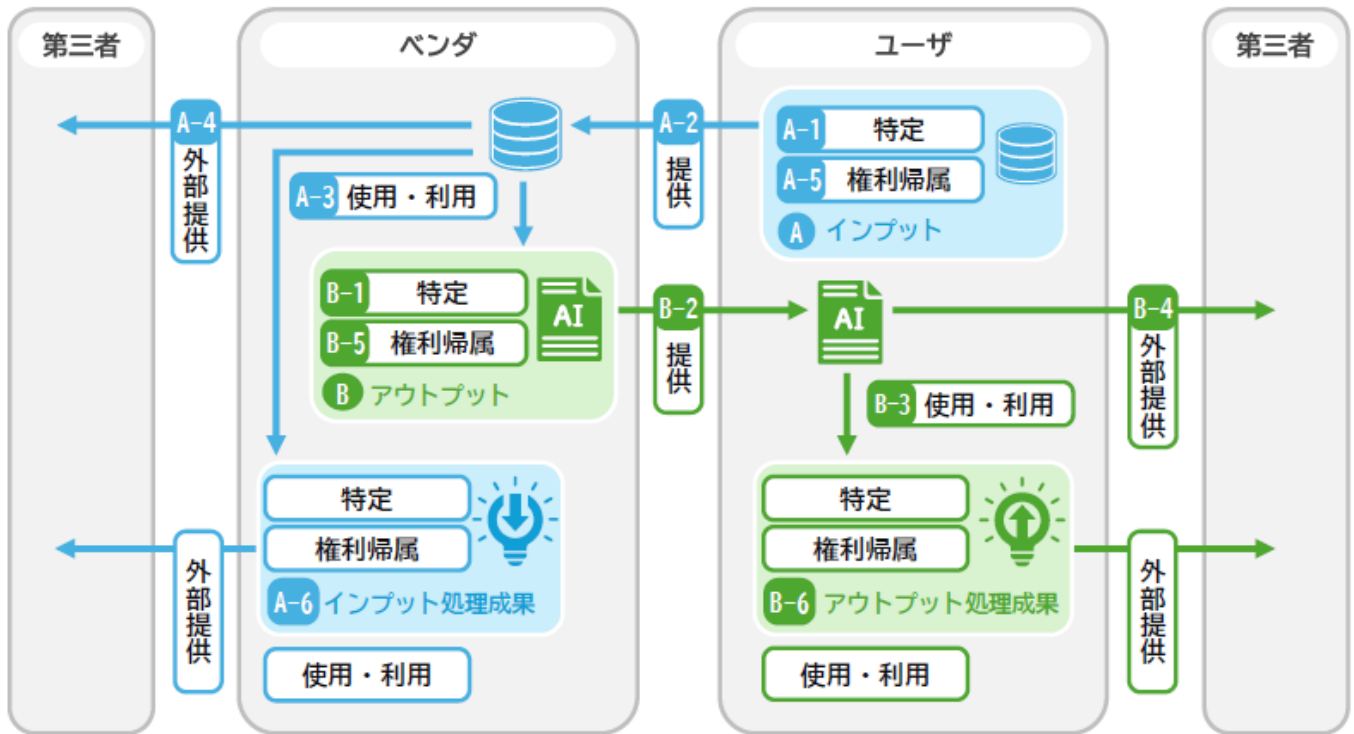 第三者
ベンダ
ユーザ
第三者
A-4
外部提供
A-2
提供
A-1 特定
A-5 権利帰属
A インプット
A-3 使用・利用
B-1 特定
B-5 権利帰属
B アウトプット
AI
B-2
提供
AI
B-4
外部提供
B-3 使用・利用
特定
権利帰属
A-6 インプット処理成果
使用・利用
外部提供
特定
権利帰属
B-6 アウトプット処理成果
使用・利用
外部提供